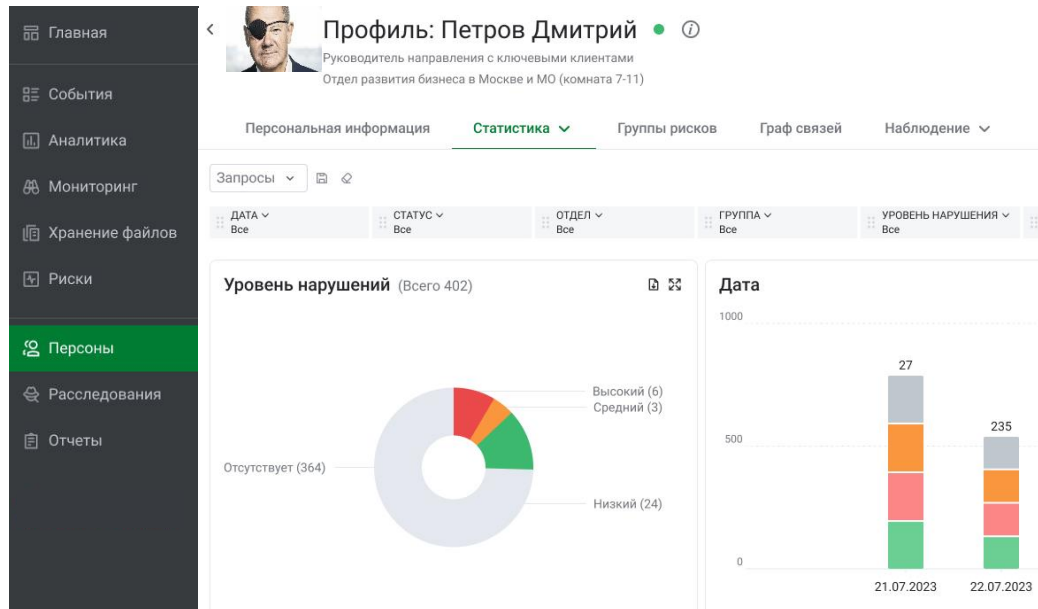 Главная
События
Аналитика
Мониторинг
Хранение файлов
Риски
Персоны
Расследования
Отчеты
Профиль: Петров Дмитрий
Руководитель направления с ключевыми клиентами
Отдел развития бизнеса в Москве и МО (комната 7-11)
Персональная информация Статистика Группы рисков Граф связей Наблюдение
Запросы
ДАТА СТАТУС ОТДЕЛ ГРУППА УРОВЕНЬ НАРУШЕНИЯ
Все Все Все Все Все
Уровень нарушений (Всего 402)
Высокий (6)
Средний (3)
Отсутствует (364)
Низкий (24)
Дата
1000
27
235
500
0
21.07.2023 22.07.2023